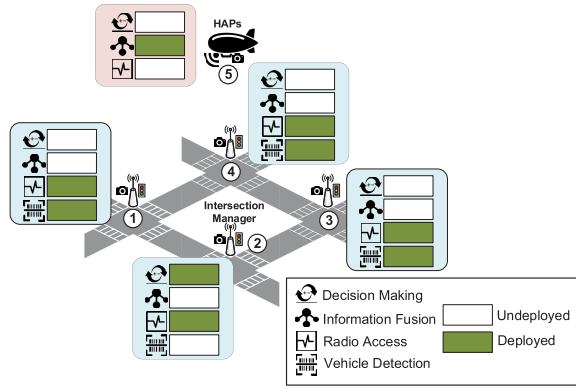 HAPs
5
4
1
Intersection
Manager
3
2
Decision Making
Information Fusion
Radio Access
Vehicle Detection
Undeployed
Deployed